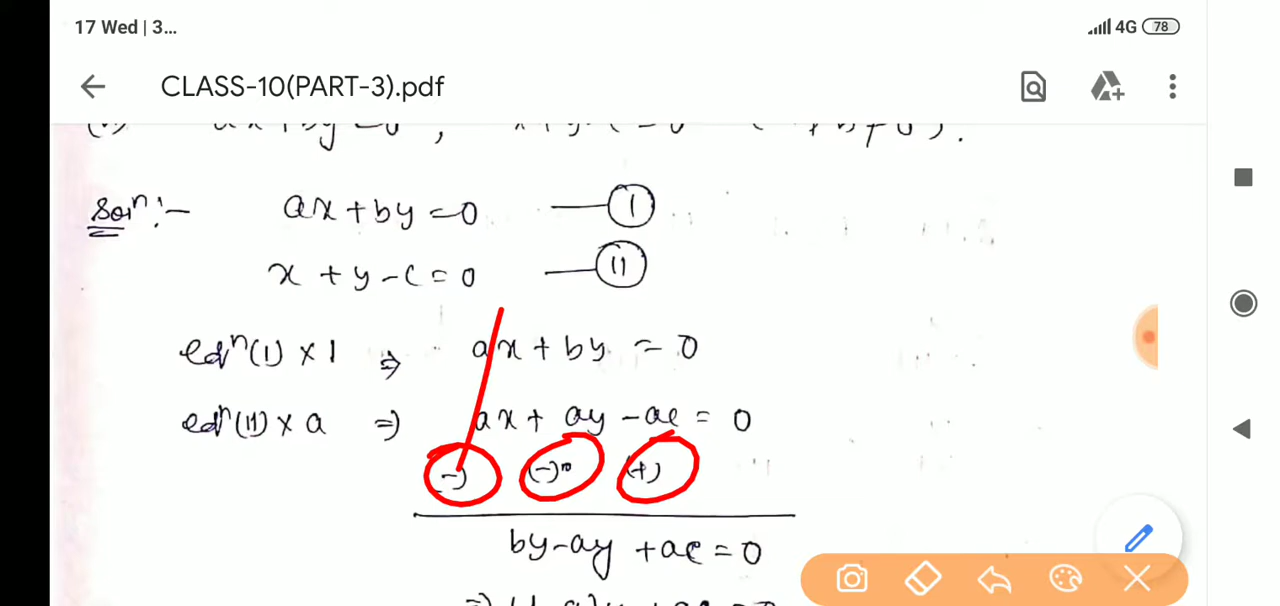 17 Wed | 3...
4G 78
CLASS-10(PART-3).pdf
Soln :-
ax + by = 0 — (I)
x + y - c = 0 — (II)
eqn (I) × 1 ⇒ ax + by = 0
eqn (II) × a ⇒ ax + ay - ac = 0
(-) (-) (+)
by - ay + ac = 0